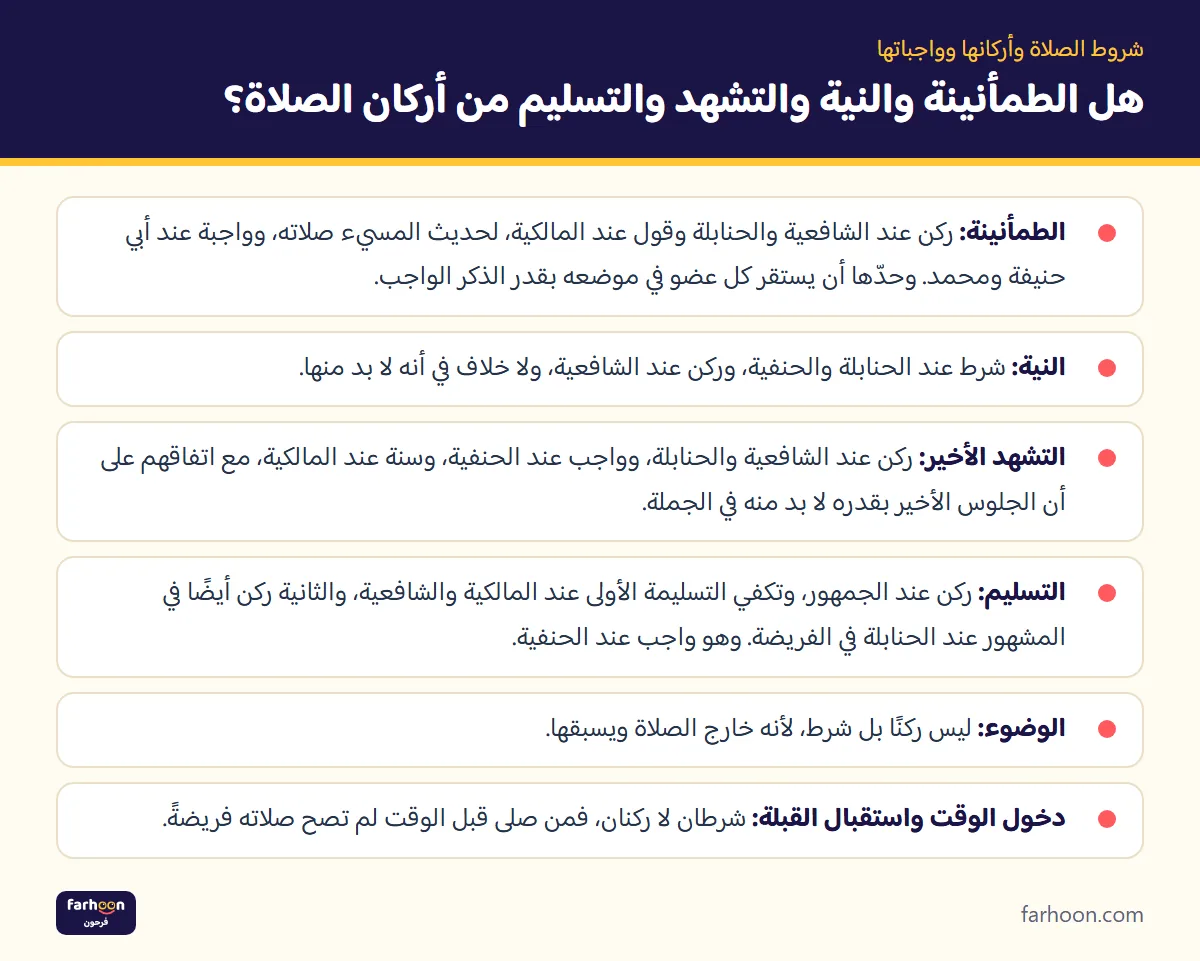 شروط الصلاة وأركانها وواجباتها
هل الطمأنينة والنية والتشهد والتسليم من أركان الصلاة؟
الطمأنينة: ركن عند الشافعية والحنابلة وقول عند المالكية، لحديث المسيء صلاته، وواجبة عند أبي
حنيفة ومحمد. وحدّها أن يستقر كل عضو في موضعه بقدر الذكر الواجب.
النية: شرط عند الحنابلة والحنفية، وركن عند الشافعية، ولا خلاف في أنه لا بد منها.
التشهد الأخير: ركن عند الشافعية والحنابلة، وواجب عند الحنفية، وسنة عند المالكية، مع اتفاقهم على
أن الجلوس الأخير بقدره لا بد منه في الجملة.
التسليم: ركن عند الجمهور، وتكفي التسليمة الأولى عند المالكية والشافعية، والثانية ركن أيضًا في
المشهور عند الحنابلة في الفريضة. وهو واجب عند الحنفية.
الوضوء: ليس ركنًا بل شرط، لأنه خارج الصلاة ويسبقها.
دخول الوقت واستقبال القبلة: شرطان لا ركنان، فمن صلى قبل الوقت لم تصح صلاته فريضةً.
farhoon.com
farhoon
فرحون